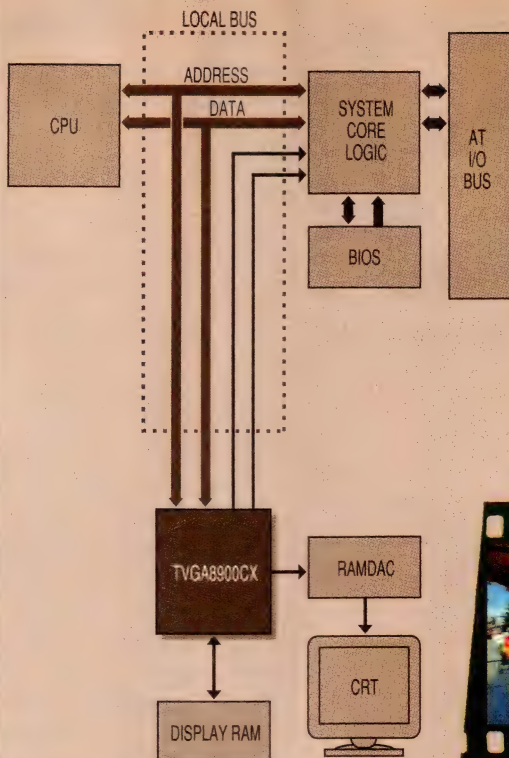 LOCAL BUS
ADDRESS
DATA
CPU
SYSTEM
CORE
LOGIC
AT
I/O
BUS
BIOS
TVGA8900CX
RAMDAC
CRT
DISPLAY RAM